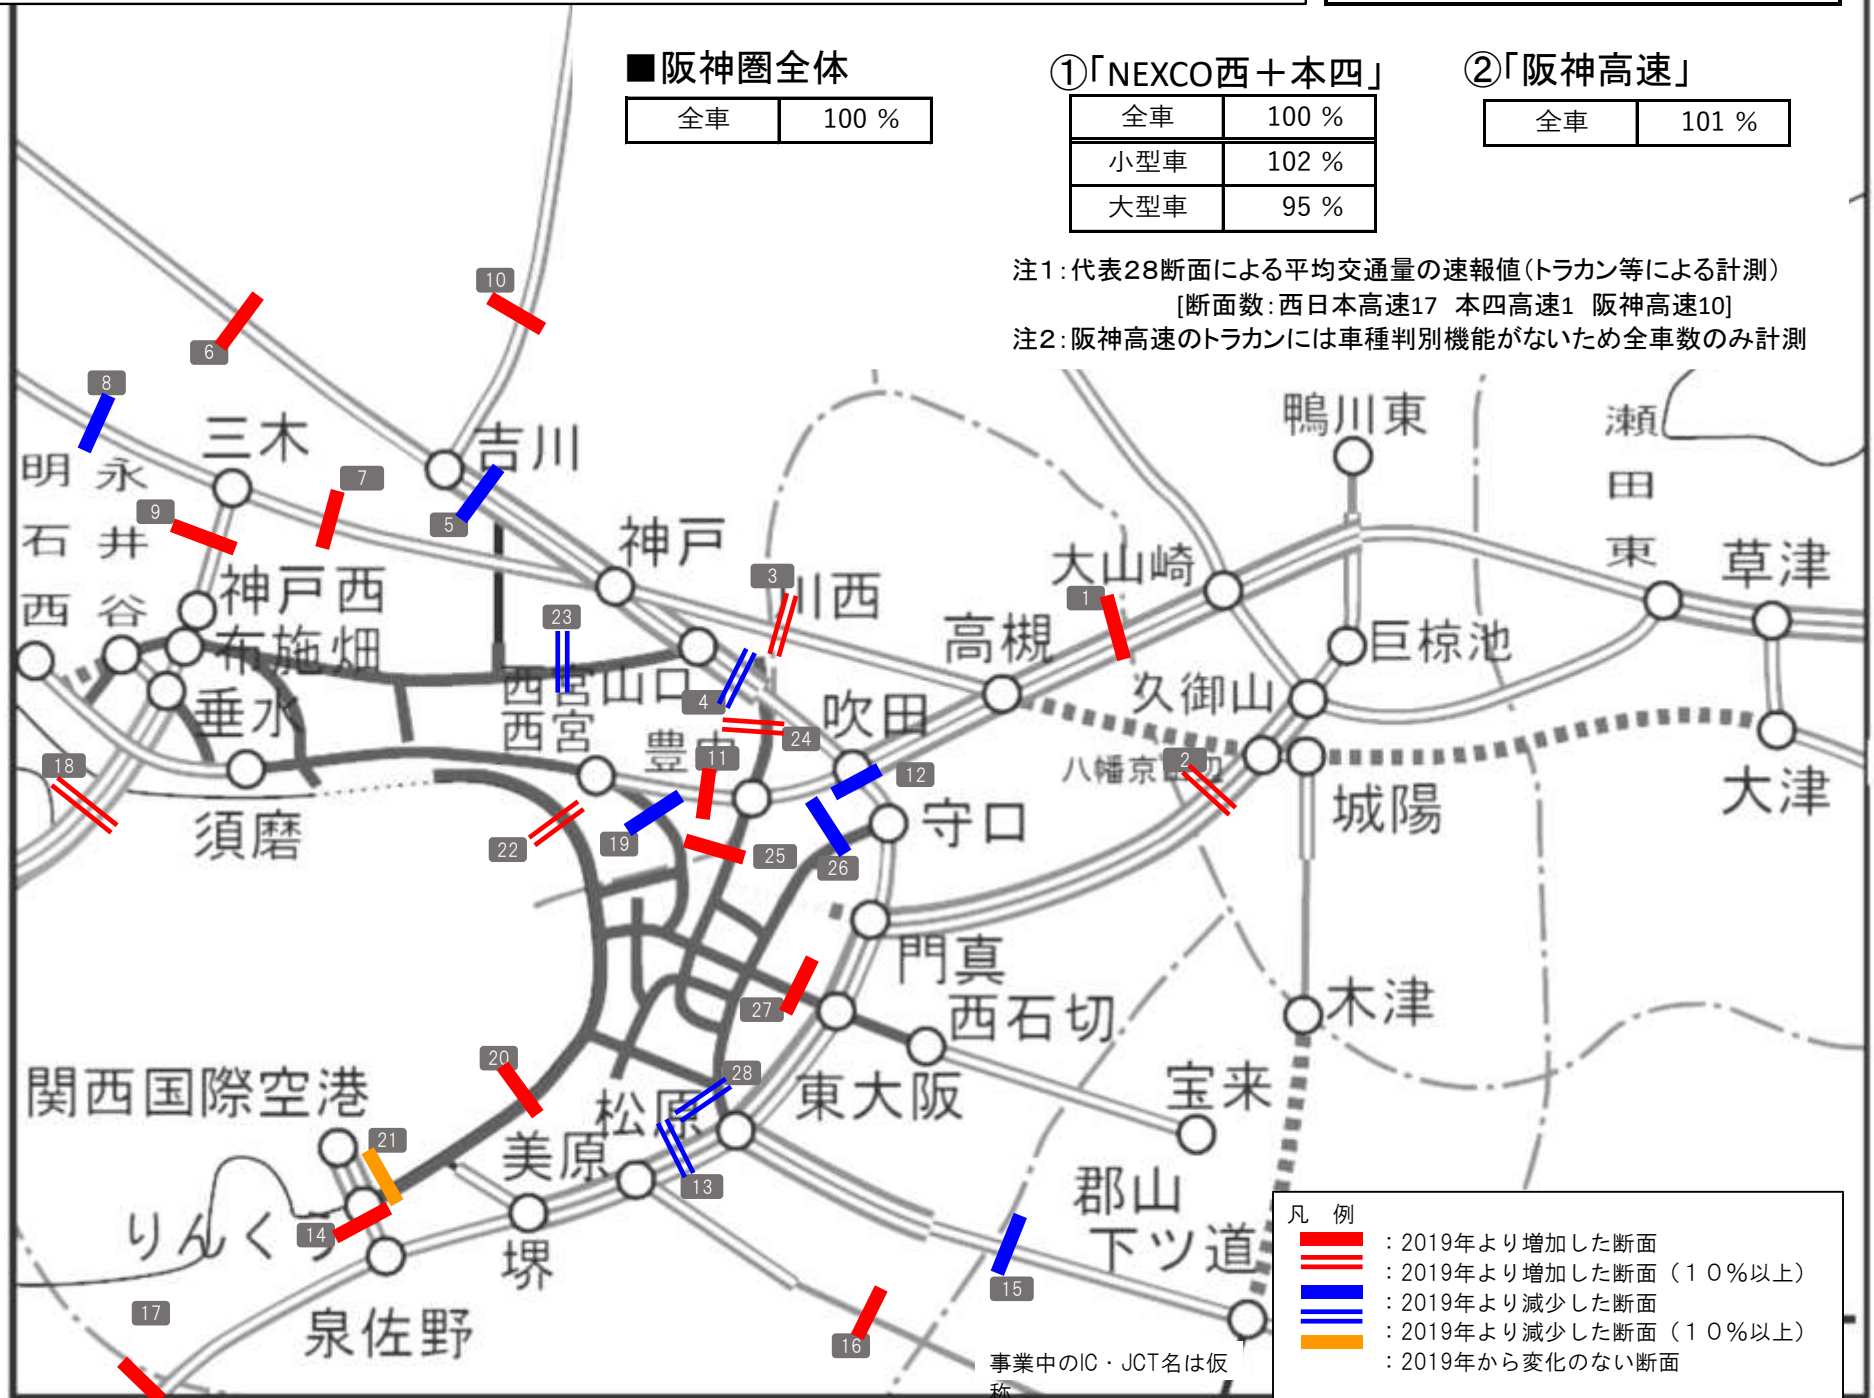 ■阪神圏全体
全車 100 %
①「NEXCO西＋本四」
全車 100 %
小型車 102 %
大型車 95 %
②「阪神高速」
全車 101 %
注1：代表28断面による平均交通量の速報値（トラカン等による計測）
[断面数：西日本高速17 本四高速1 阪神高速10]
注2：阪神高速のトラカンには車種判別機能がないため全車数のみ計測
10
6
8
鴨川東
瀬田東
三木
吉川
7
明石西
永井谷
9
5
神戸
大山崎
草津
3
川西
1
神戸西
23
高槻
巨椋池
布施畑
西宮山口
4
久御山
垂水
西宮
吹田
24
豊中
11
18
12
八幡京田辺
2
大津
須磨
22
19
25
26
守口
城陽
門真
27
西石切
木津
20
28
関西国際空港
松原
東大阪
宝来
21
美原
13
郡山下ツ道
りんくう
14
堺
15
17
泉佐野
16
事業中のIC・JCT名は仮
称
凡 例
：2019年より増加した断面
：2019年より増加した断面（１０％以上）
：2019年より減少した断面
：2019年より減少した断面（１０％以上）
：2019年から変化のない断面